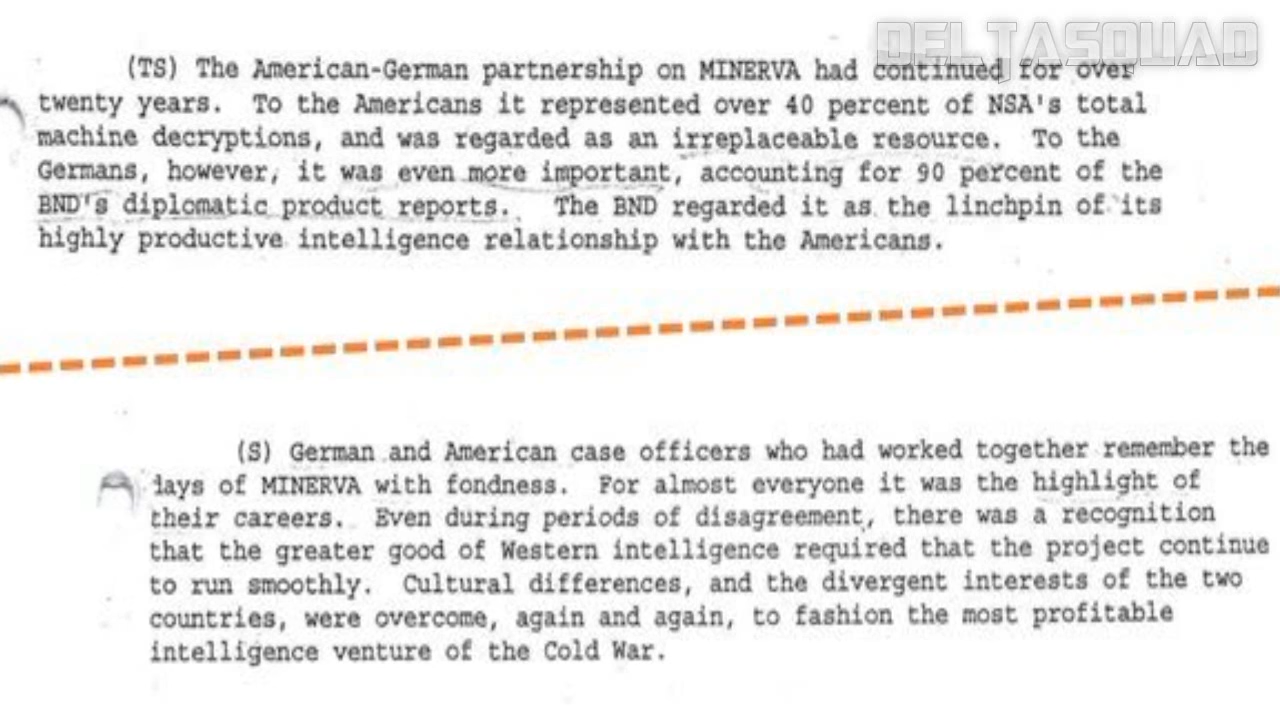 DELTASQUAD
(TS) The American-German partnership on MINERVA had continued for over
twenty years. To the Americans it represented over 40 percent of NSA's total
machine decryptions, and was regarded as an irreplaceable resource. To the
Germans, however, it was even more important, accounting for 90 percent of the
BND's diplomatic product reports. The BND regarded it as the linchpin of its
highly productive intelligence relationship with the Americans.
(S) German and American case officers who had worked together remember the
lays of MINERVA with fondness. For almost everyone it was the highlight of
their careers. Even during periods of disagreement, there was a recognition
that the greater good of Western intelligence required that the project continue
to run smoothly. Cultural differences, and the divergent interests of the two
countries, were overcome, again and again, to fashion the most profitable
intelligence venture of the Cold War.